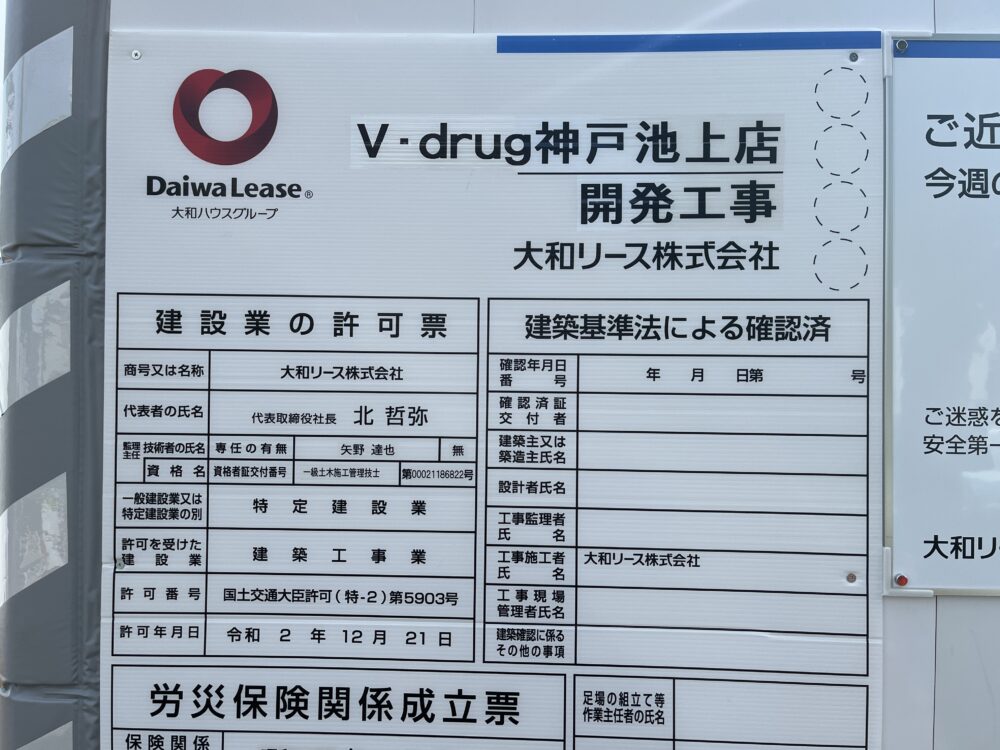 Daiwa Lease®
大和ハウスグループ
V-drug神戸池上店
開発工事
大和リース株式会社
建設業の許可票
商号又は名称 大和リース株式会社
代表者の氏名 代表取締役社長 北 哲弥
監理 主任 技術者の氏名 専任の有無 矢野 達也 無
資格名 資格者証交付番号 一級土木施工管理技士 第00021186822号
一般建設業又は
特定建設業の別 特定建設業
許可を受けた
建設業 建築工事業
許可番号 国土交通大臣許可(特-2)第5903号
許可年月日 令和 2 年 12 月 21 日
建築基準法による確認済
確認年月日
番号 年 月 日第 号
確認済証
交付者
建築主又は
築造主氏名
設計者氏名
工事監理者
氏名
工事施工者
氏名 大和リース株式会社
工事現場
管理者氏名
建築確認に係る
その他の事項
労災保険関係成立票
保険関係
足場の組立て等
作業主任者の氏名
ご近
今週の
ご迷惑を
安全第一
大和リー